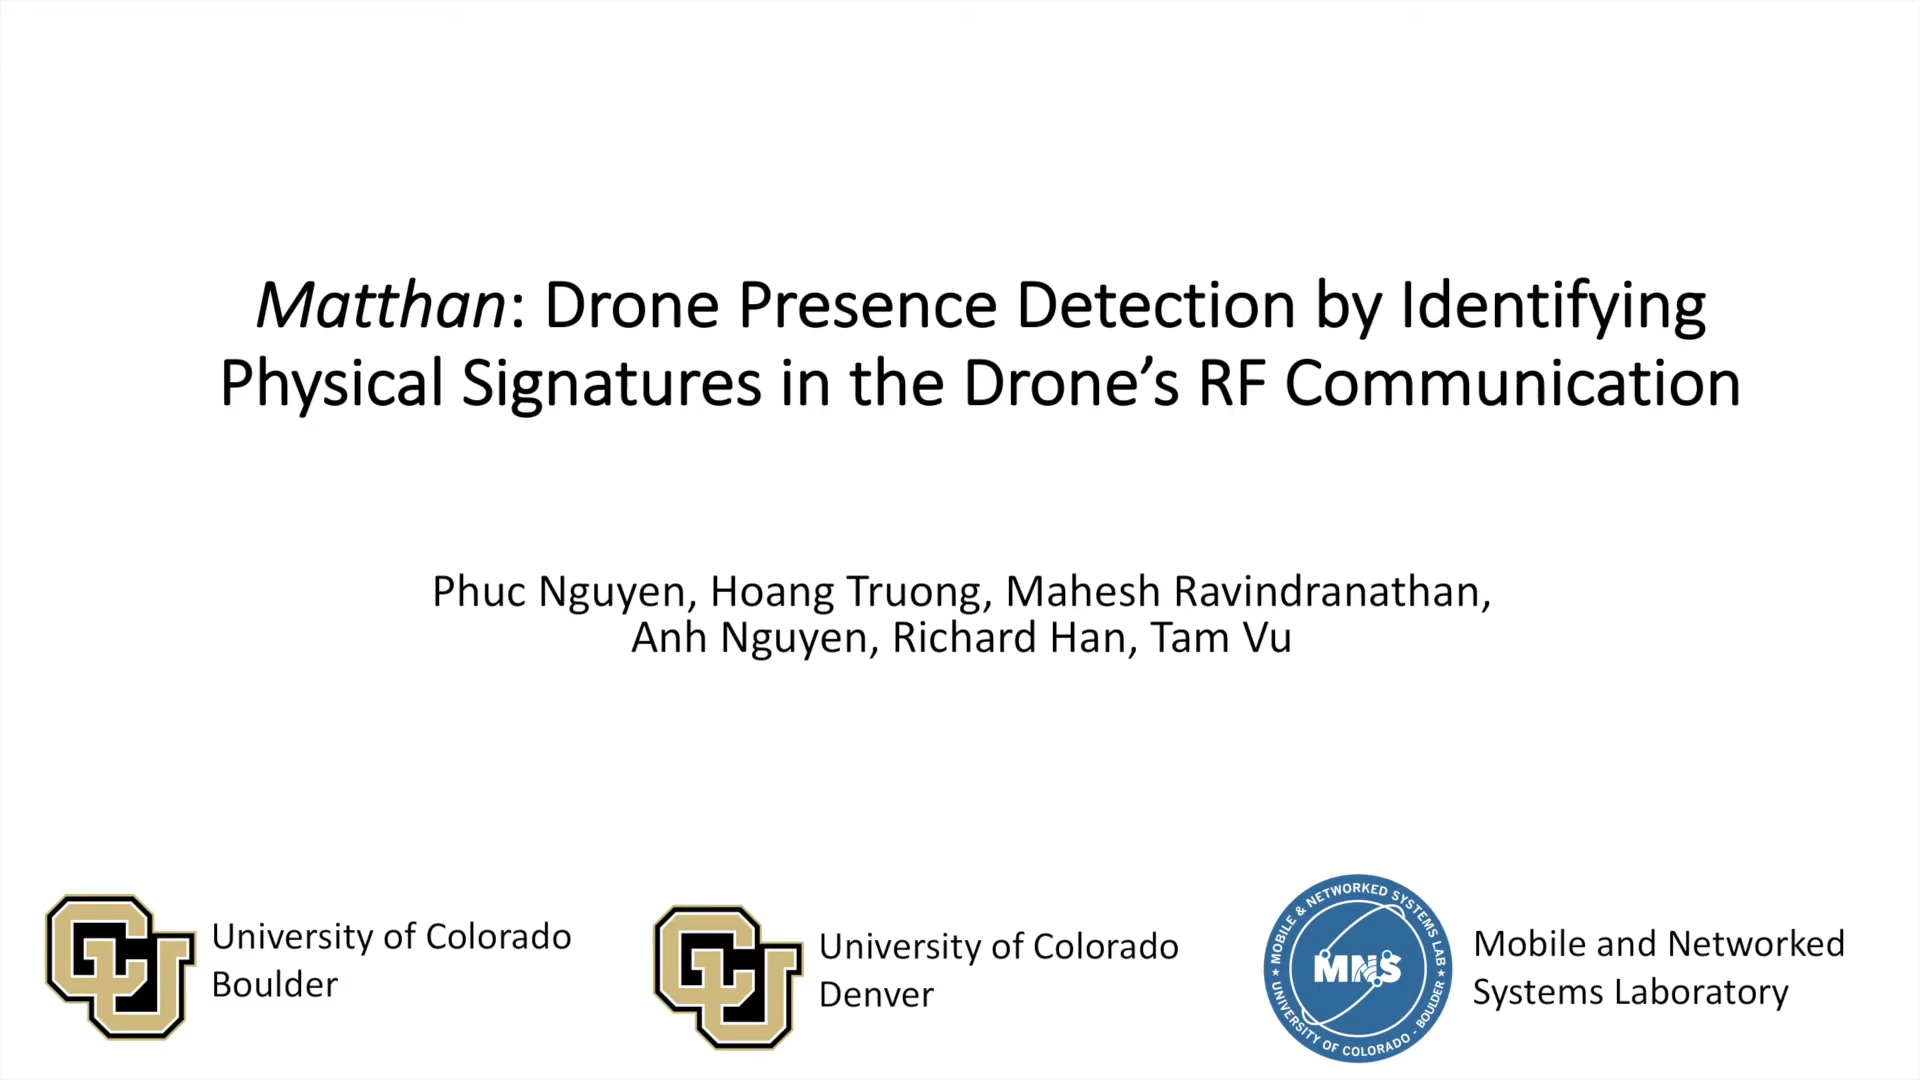 Matthan: Drone Presence Detection by Identifying
Physical Signatures in the Drone’s RF Communication
Phuc Nguyen, Hoang Truong, Mahesh Ravindranathan,
Anh Nguyen, Richard Han, Tam Vu
CU
University of Colorado
Boulder
CU
University of Colorado
Denver
MOBILE & NETWORKED SYSTEMS LAB
MNS
UNIVERSITY OF COLORADO - BOULDER
Mobile and Networked
Systems Laboratory